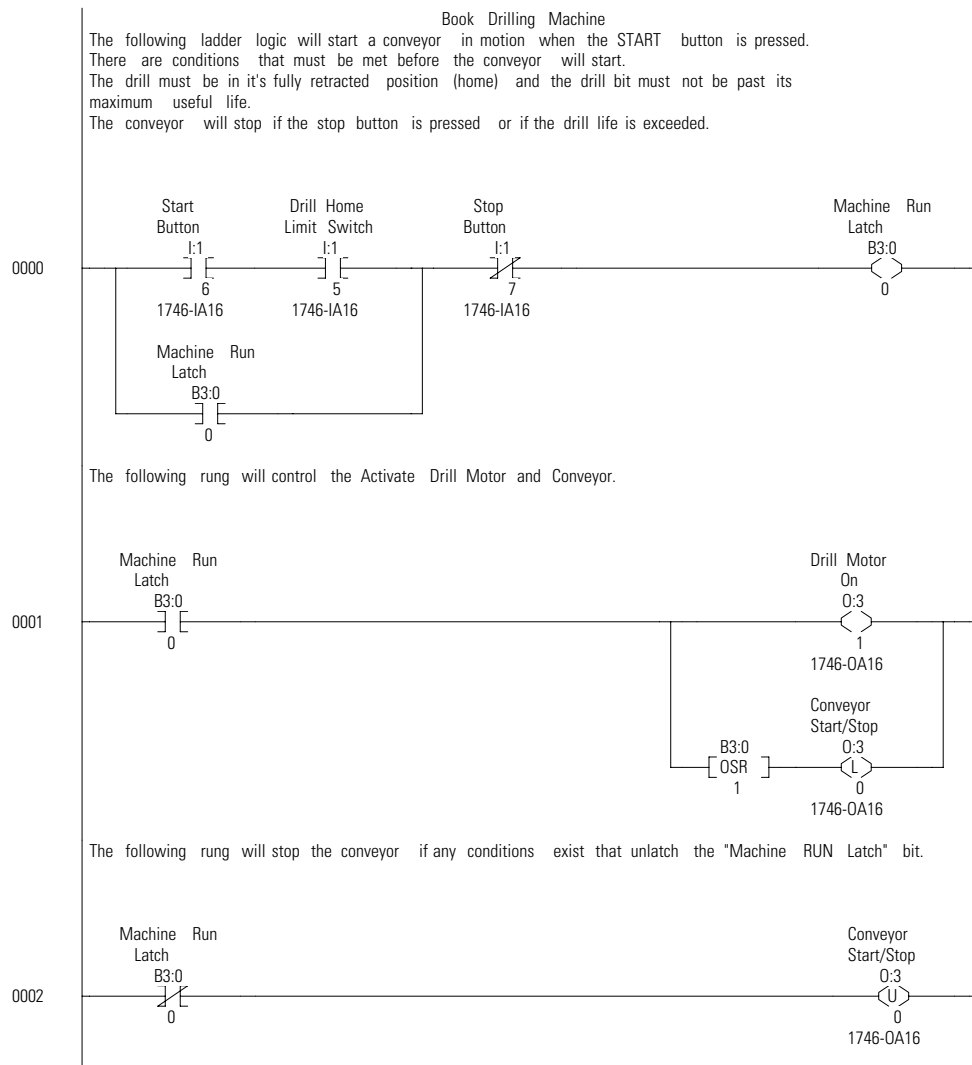 Book Drilling Machine
The following ladder logic will start a conveyor in motion when the START button is pressed.
There are conditions that must be met before the conveyor will start.
The drill must be in it's fully retracted position (home) and the drill bit must not be past its
maximum useful life.
The conveyor will stop if the stop button is pressed or if the drill life is exceeded.
Start Drill Home Stop Machine Run
Button Limit Switch Button Latch
I:1 I:1 I:1 B3:0
0000
6 5 7 0
1746-IA16 1746-IA16 1746-IA16
Machine Run
Latch
B3:0
0
The following rung will control the Activate Drill Motor and Conveyor.
Machine Run Drill Motor
Latch On
B3:0 O:3
0001
0 1
1746-OA16
Conveyor
Start/Stop
B3:0 O:3
OSR L
1 0
1746-OA16
The following rung will stop the conveyor if any conditions exist that unlatch the "Machine RUN Latch" bit.
Machine Run Conveyor
Latch Start/Stop
B3:0 O:3
0002 U
0 0
1746-OA16